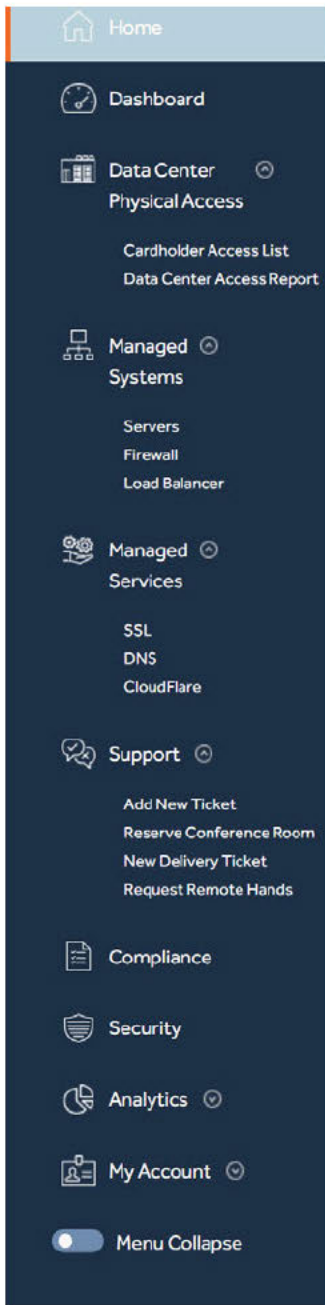 Home
Dashboard
Data Center
Physical Access
Cardholder Access List
Data Center Access Report
Managed
Systems
Servers
Firewall
Load Balancer
Managed
Services
SSL
DNS
CloudFlare
Support
Add New Ticket
Reserve Conference Room
New Delivery Ticket
Request Remote Hands
Compliance
Security
Analytics
My Account
Menu Collapse